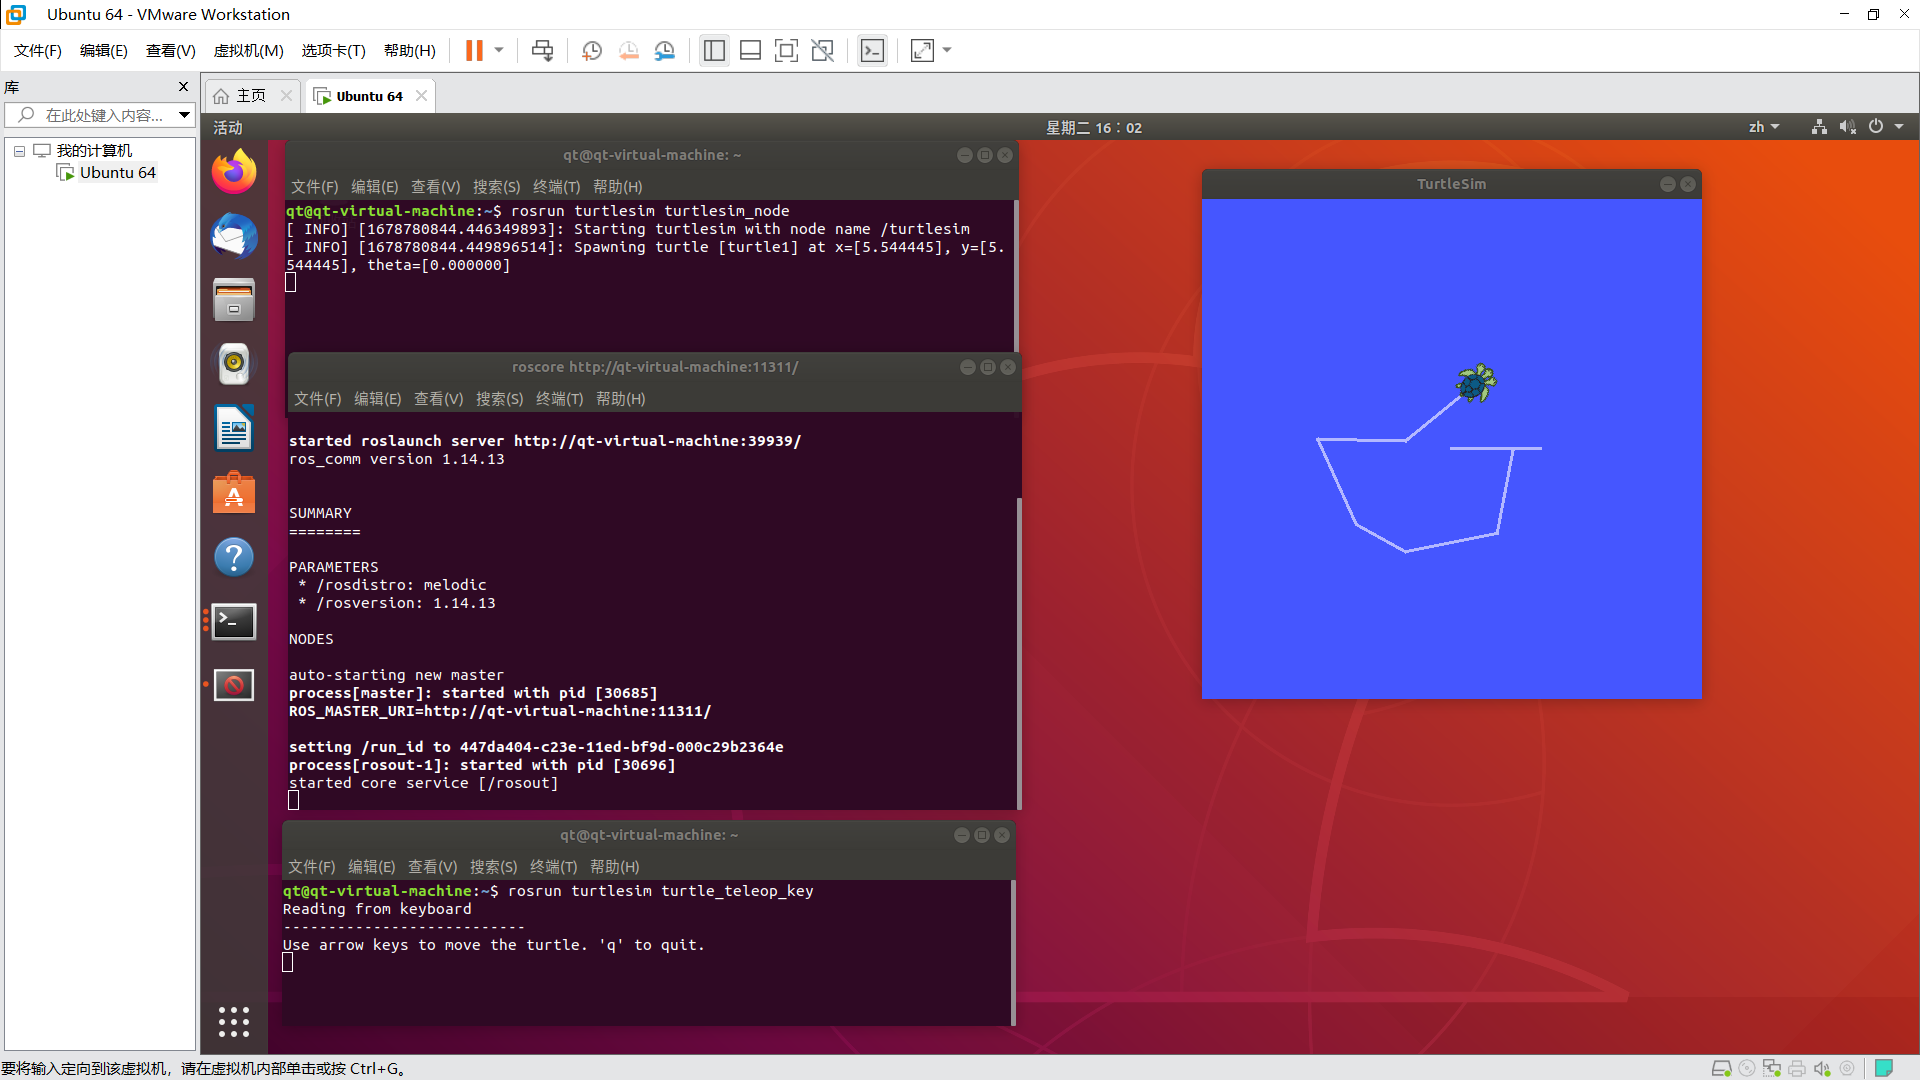 Ubuntu 64 - VMware Workstation
文件(F) 编辑(E) 查看(V) 虚拟机(M) 选项卡(T) 帮助(H)
库
在此处键入内容...
我的计算机
Ubuntu 64
主页
Ubuntu 64
活动
星期二 16：02
zh
qt@qt-virtual-machine: ~
文件(F) 编辑(E) 查看(V) 搜索(S) 终端(T) 帮助(H)
qt@qt-virtual-machine:~$ rosrun turtlesim turtlesim_node
[ INFO] [1678780844.446349893]: Starting turtlesim with node name /turtlesim
[ INFO] [1678780844.449896514]: Spawning turtle [turtle1] at x=[5.544445], y=[5.
544445], theta=[0.000000]
roscore http://qt-virtual-machine:11311/
文件(F) 编辑(E) 查看(V) 搜索(S) 终端(T) 帮助(H)
started roslaunch server http://qt-virtual-machine:39939/
ros_comm version 1.14.13
SUMMARY
========
PARAMETERS
* /rosdistro: melodic
* /rosversion: 1.14.13
NODES
auto-starting new master
process[master]: started with pid [30685]
ROS_MASTER_URI=http://qt-virtual-machine:11311/
setting /run_id to 447da404-c23e-11ed-bf9d-000c29b2364e
process[rosout-1]: started with pid [30696]
started core service [/rosout]
qt@qt-virtual-machine: ~
文件(F) 编辑(E) 查看(V) 搜索(S) 终端(T) 帮助(H)
qt@qt-virtual-machine:~$ rosrun turtlesim turtle_teleop_key
Reading from keyboard
---------------------------
Use arrow keys to move the turtle. 'q' to quit.
TurtleSim
要将输入定向到该虚拟机，请在虚拟机内部单击或按 Ctrl+G。